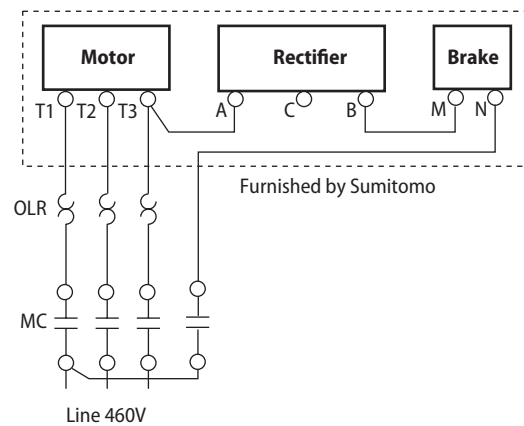 Motor Rectifier Brake
T1 T2 T3 A C B M N
Furnished by Sumitomo
OLR
MC
Line 460V